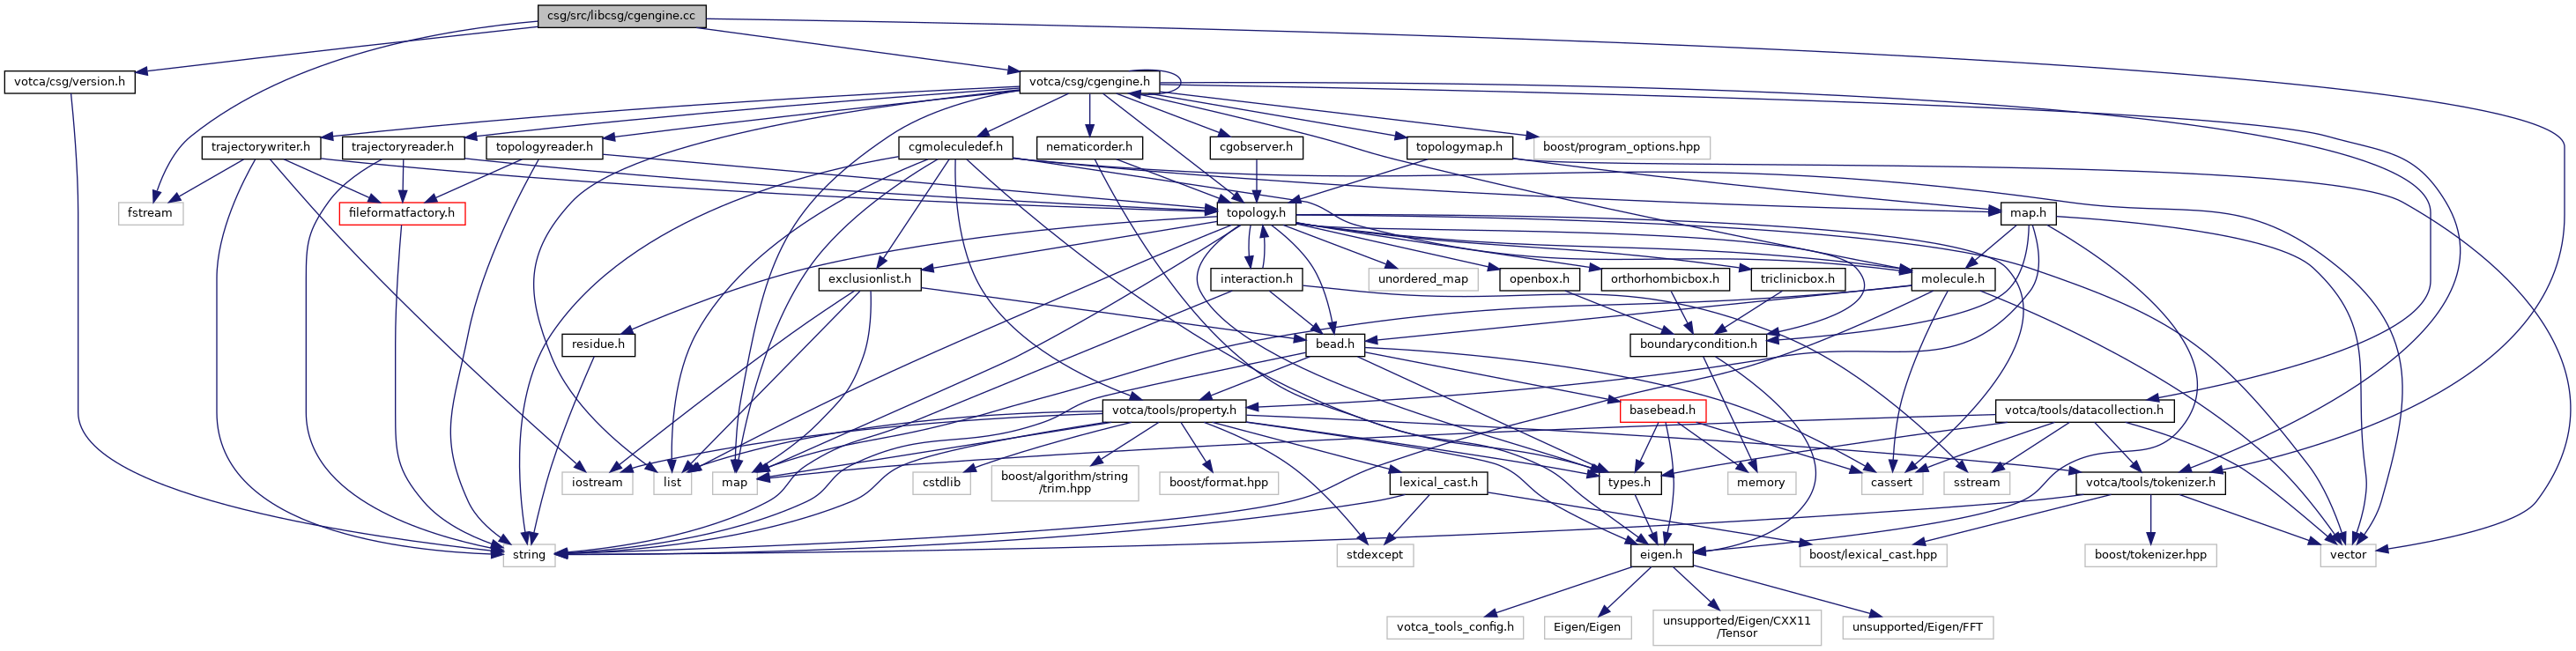 csg/src/libcsg/cgengine.cc
votca/csg/version.h
votca/csg/cgengine.h
trajectorywriter.h
trajectoryreader.h
topologyreader.h
cgmoleculedef.h
nematicorder.h
cgobserver.h
topologymap.h
boost/program_options.hpp
fstream
fileformatfactory.h
topology.h
map.h
exclusionlist.h
interaction.h
unordered_map
openbox.h
orthorhombicbox.h
triclinicbox.h
molecule.h
residue.h
bead.h
boundarycondition.h
votca/tools/property.h
basebead.h
votca/tools/datacollection.h
iostream
list
map
cstdlib
boost/algorithm/string
/trim.hpp
boost/format.hpp
lexical_cast.h
types.h
memory
cassert
sstream
votca/tools/tokenizer.h
string
stdexcept
eigen.h
boost/lexical_cast.hpp
boost/tokenizer.hpp
vector
votca_tools_config.h
Eigen/Eigen
unsupported/Eigen/CXX11
/Tensor
unsupported/Eigen/FFT